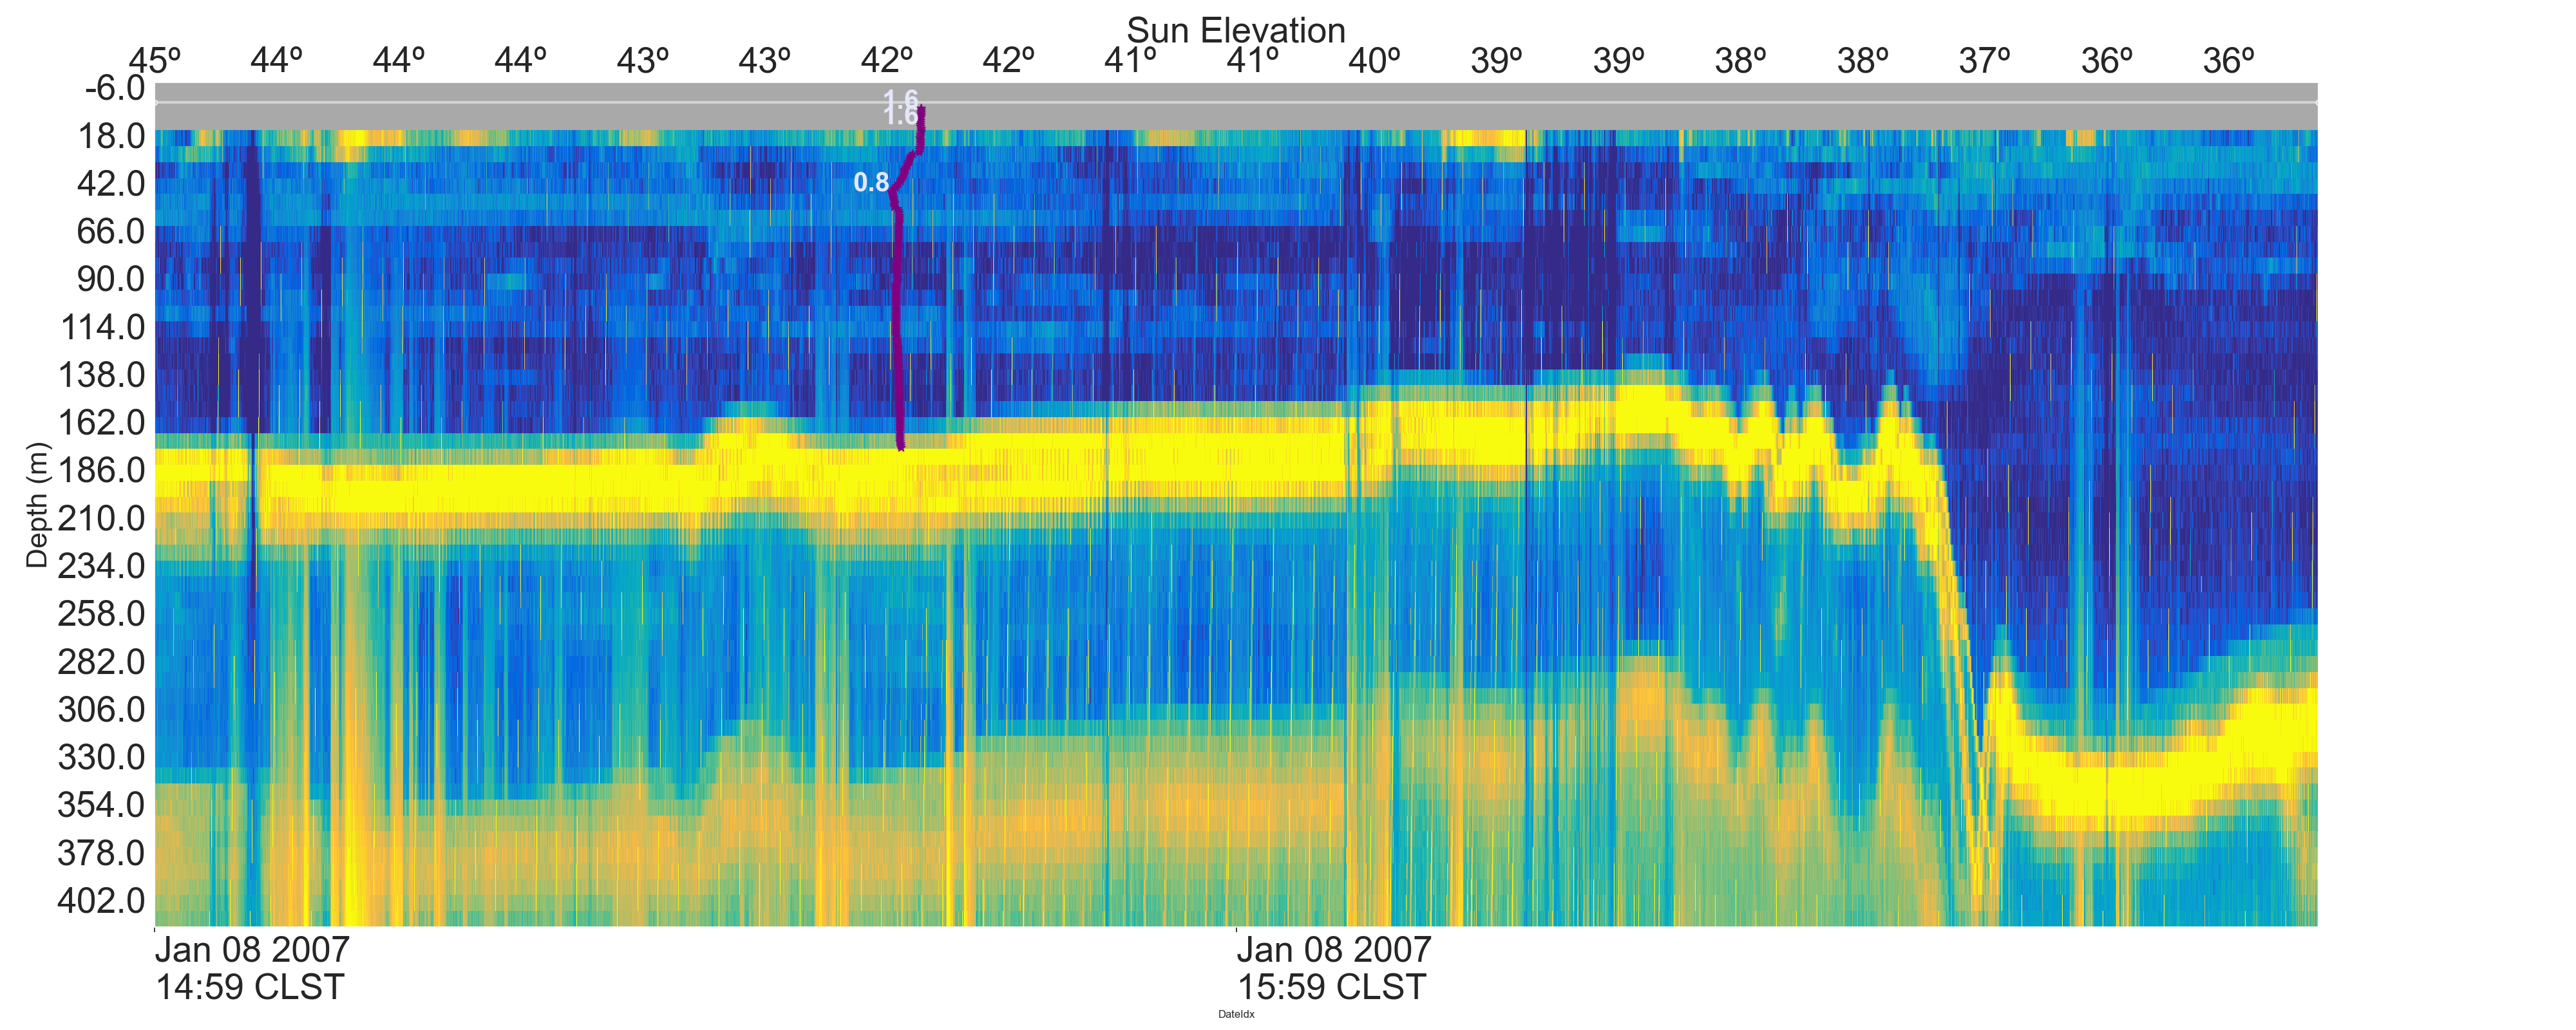 Sun Elevation
45º 44º 44º 44º 43º 43º 42º 42º 41º 41º 40º 39º 39º 38º 38º 37º 36º 36º
-6.0
1.6
1.6
18.0
42.0
0.8
66.0
90.0
114.0
138.0
162.0
186.0
210.0
234.0
258.0
282.0
306.0
330.0
354.0
378.0
402.0
Depth (m)
Jan 08 2007
14:59 CLST
Jan 08 2007
15:59 CLST
DateIdx